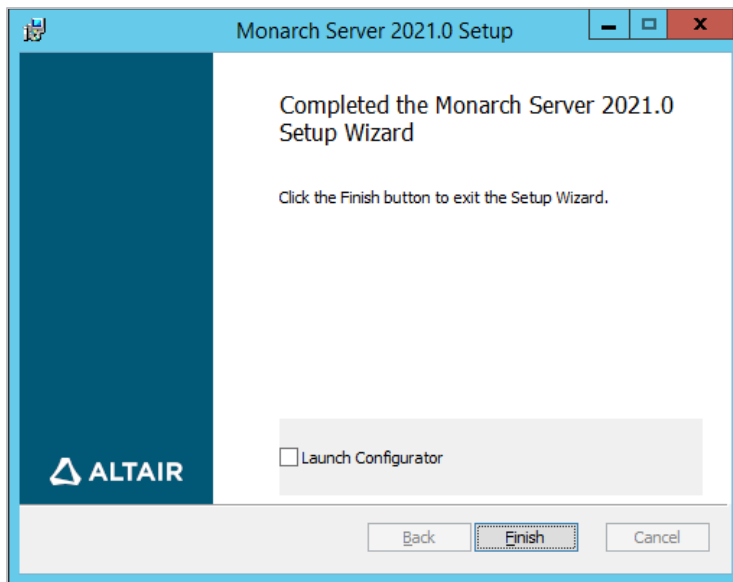 Monarch Server 2021.0 Setup
Completed the Monarch Server 2021.0
Setup Wizard
Click the Finish button to exit the Setup Wizard.
Launch Configurator
ALTAIR
Back
Finish
Cancel